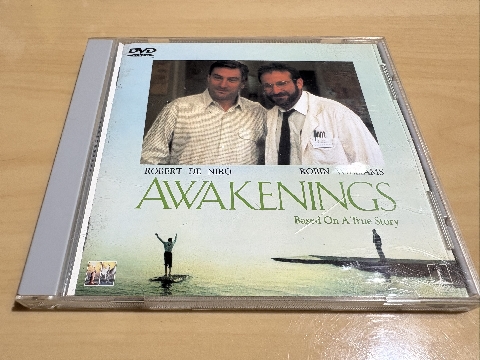 DVD
ROBERT DE NIRO
ROBIN WILLIAMS
AWAKENINGS
Based On A True Story